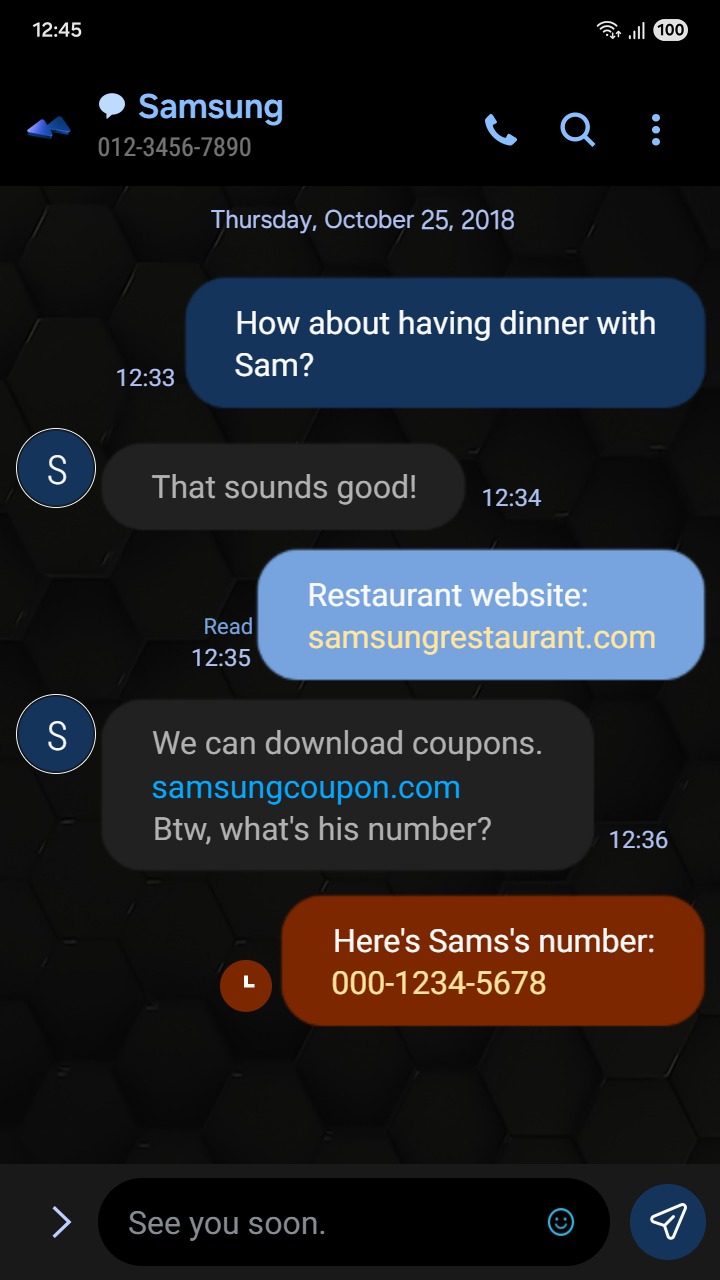 12:45
100
Samsung
012-3456-7890
Thursday, October 25, 2018
How about having dinner with
Sam?
12:33
S
That sounds good!
12:34
Restaurant website:
samsungrestaurant.com
Read
12:35
S
We can download coupons.
samsungcoupon.com
Btw, what's his number?
12:36
Here's Sams's number:
000-1234-5678
See you soon.